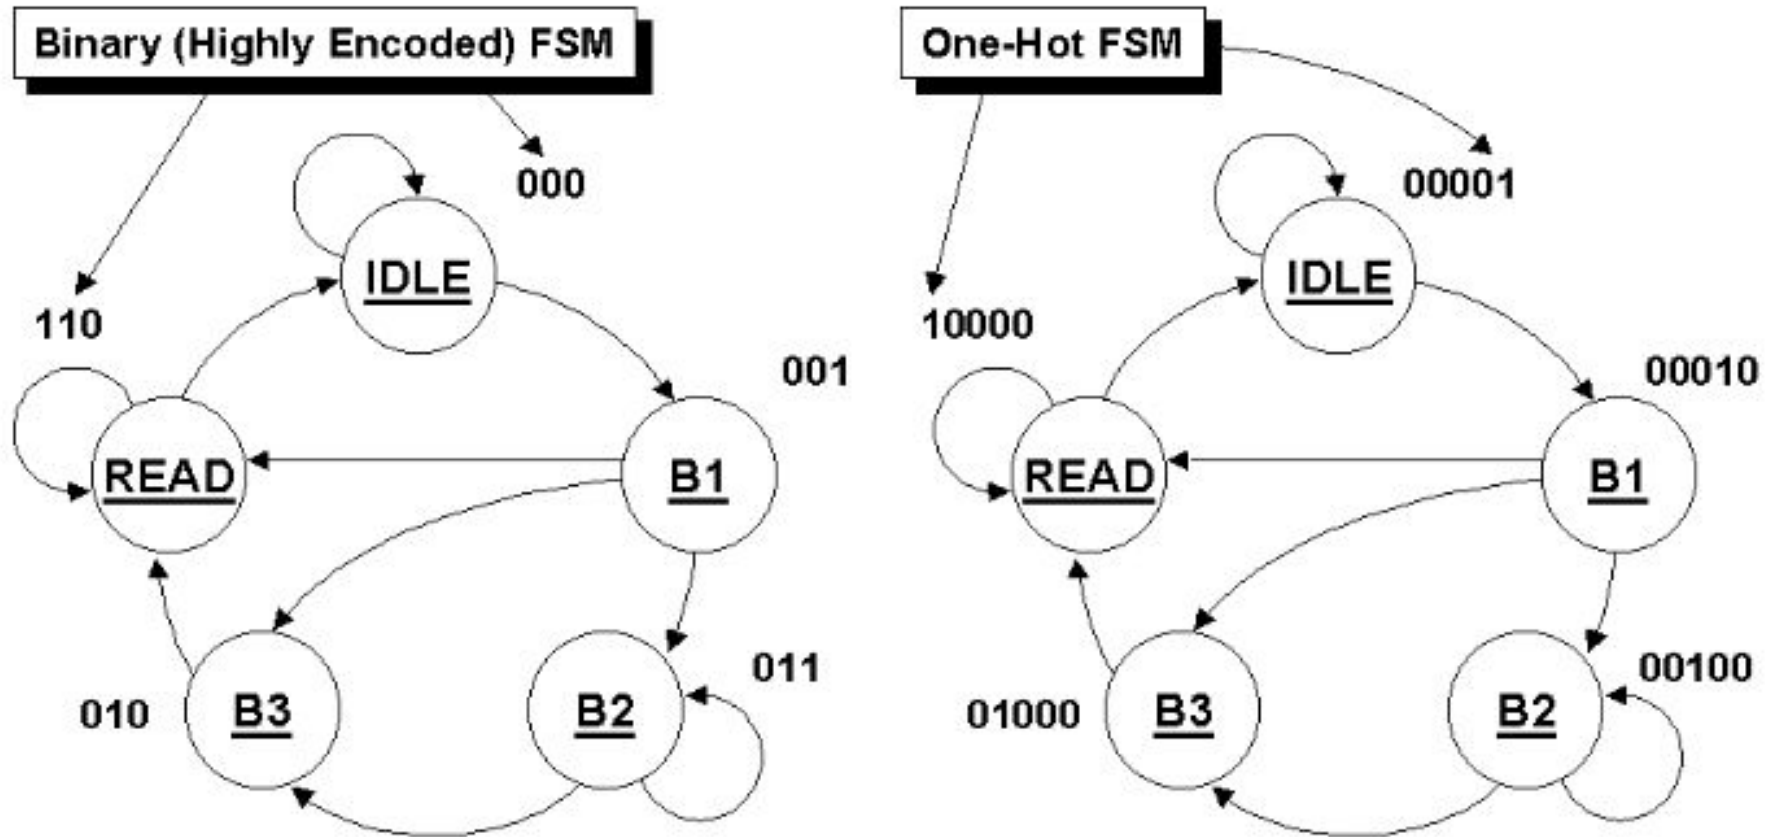 Binary (Highly Encoded) FSM
000
IDLE
110
001
READ
B1
011
010
B3
B2
One-Hot FSM
00001
IDLE
10000
00010
READ
B1
00100
01000
B3
B2